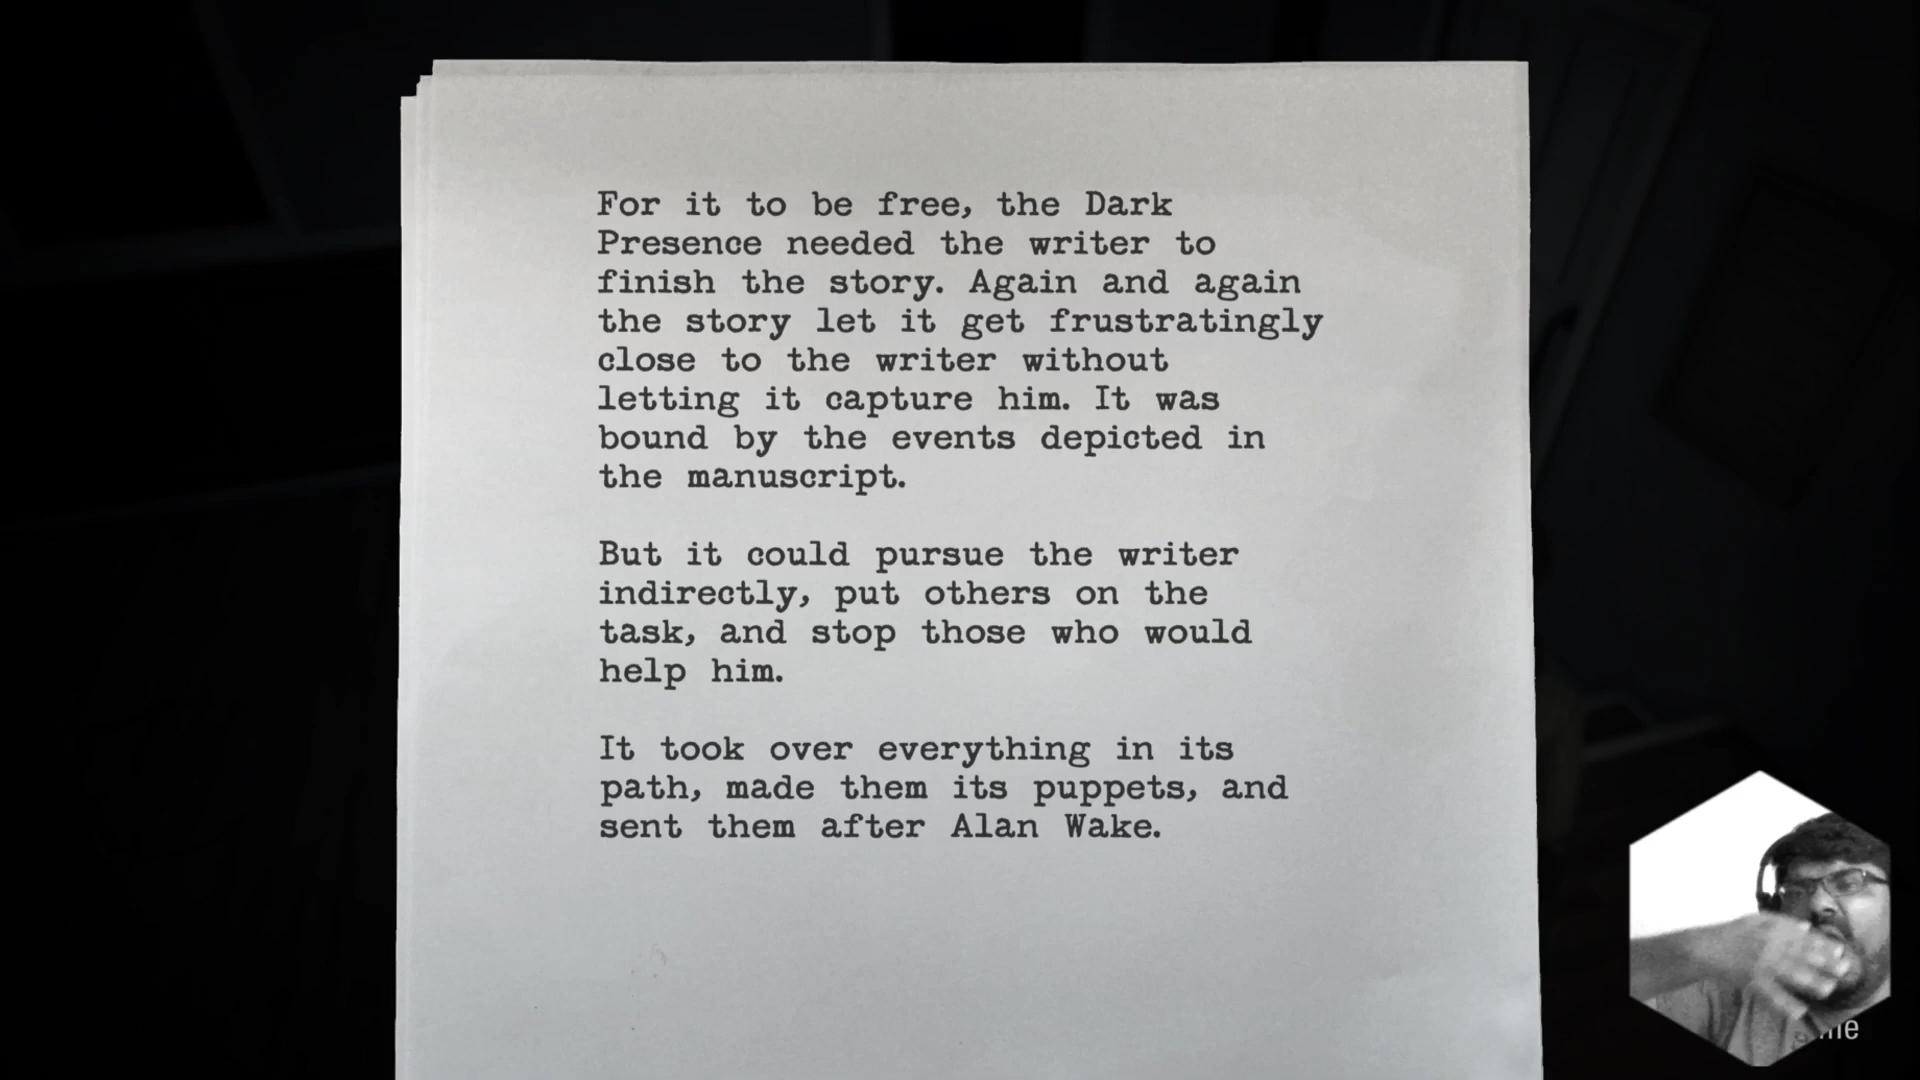 For it to be free, the Dark
Presence needed the writer to
finish the story. Again and again
the story let it get frustratingly
close to the writer without
letting it capture him. It was
bound by the events depicted in
the manuscript.
But it could pursue the writer
indirectly, put others on the
task, and stop those who would
help him.
It took over everything in its
path, made them its puppets, and
sent them after Alan Wake.